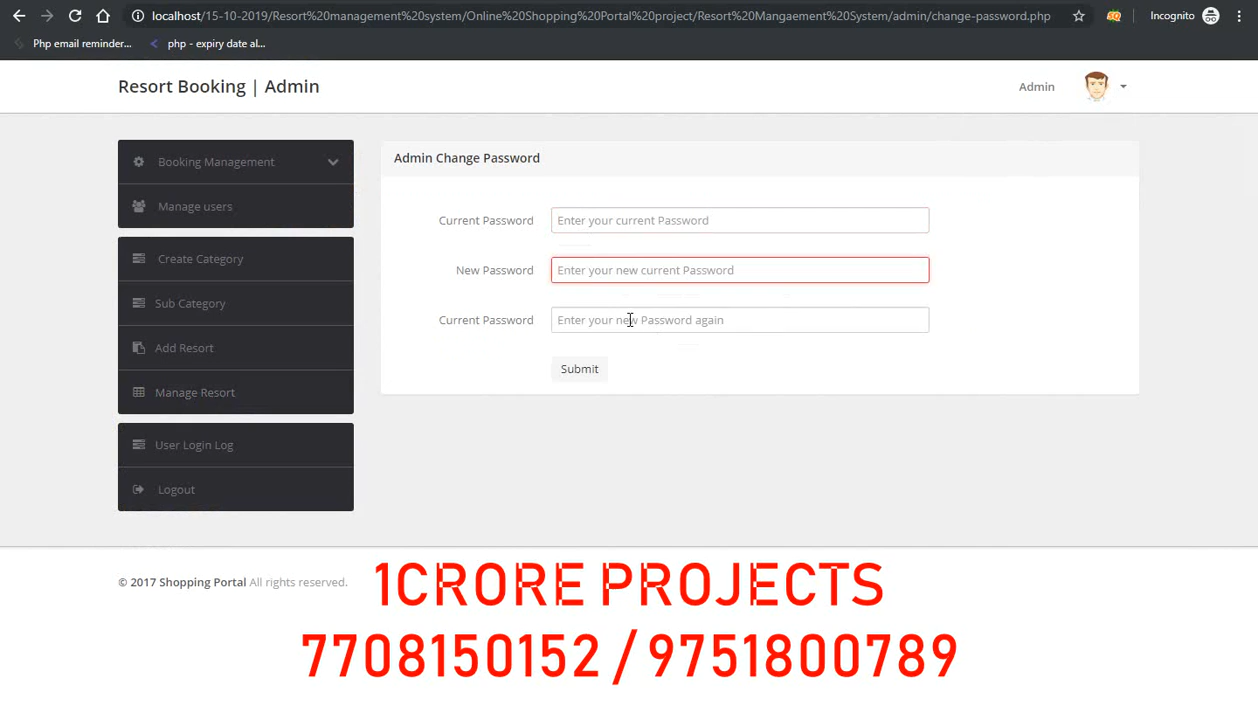 localhost/15-10-2019/Resort%20management%20system/Online%20Shopping%20Portal%20project/Resort%20Mangaement%20System/admin/change-password.php
Incognito
Php email reminder...
php - expiry date al...
Resort Booking | Admin
Admin
Booking Management
Manage users
Create Category
Sub Category
Add Resort
Manage Resort
User Login Log
Logout
Admin Change Password
Current Password
Enter your current Password
New Password
Enter your new current Password
Current Password
Enter your new Password again
Submit
© 2017 Shopping Portal All rights reserved.
1CRORE PROJECTS
7708150152 / 9751800789